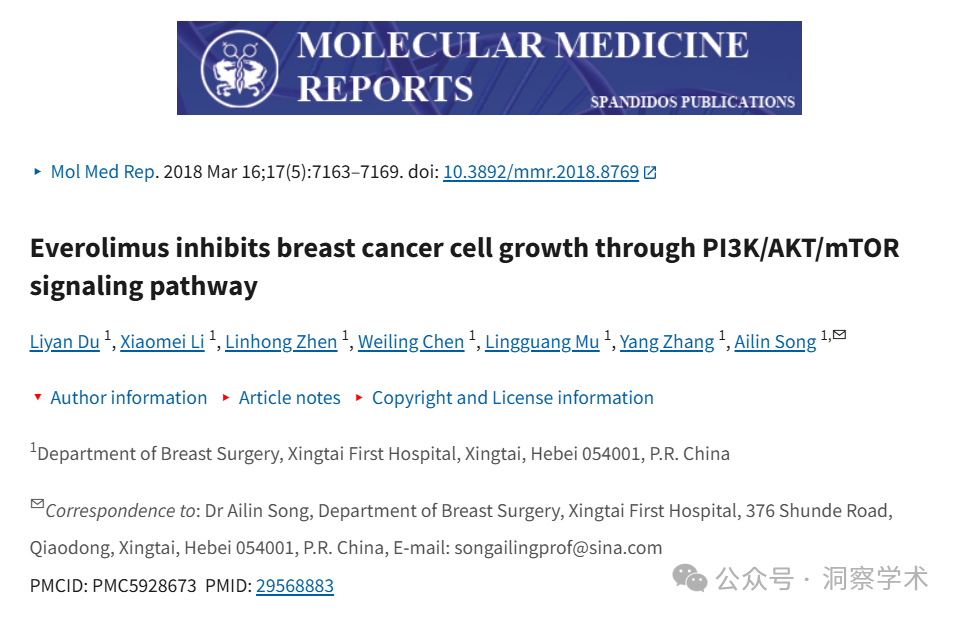 MOLECULAR MEDICINE
REPORTS
SPANDIDOS PUBLICATIONS
Mol Med Rep. 2018 Mar 16;17(5):7163–7169. doi: 10.3892/mmr.2018.8769
Everolimus inhibits breast cancer cell growth through PI3K/AKT/mTOR
signaling pathway
Liyan Du 1, Xiaomei Li 1, Linhong Zhen 1, Weiling Chen 1, Lingguang Mu 1, Yang Zhang 1, Ailin Song 1,✉
Author information Article notes Copyright and License information
1Department of Breast Surgery, Xingtai First Hospital, Xingtai, Hebei 054001, P.R. China
✉Correspondence to: Dr Ailin Song, Department of Breast Surgery, Xingtai First Hospital, 376 Shunde Road,
Qiaodong, Xingtai, Hebei 054001, P.R. China, E-mail: songailingprof@sina.com
PMCID: PMC5928673 PMID: 29568883
公众号 · 洞察学术